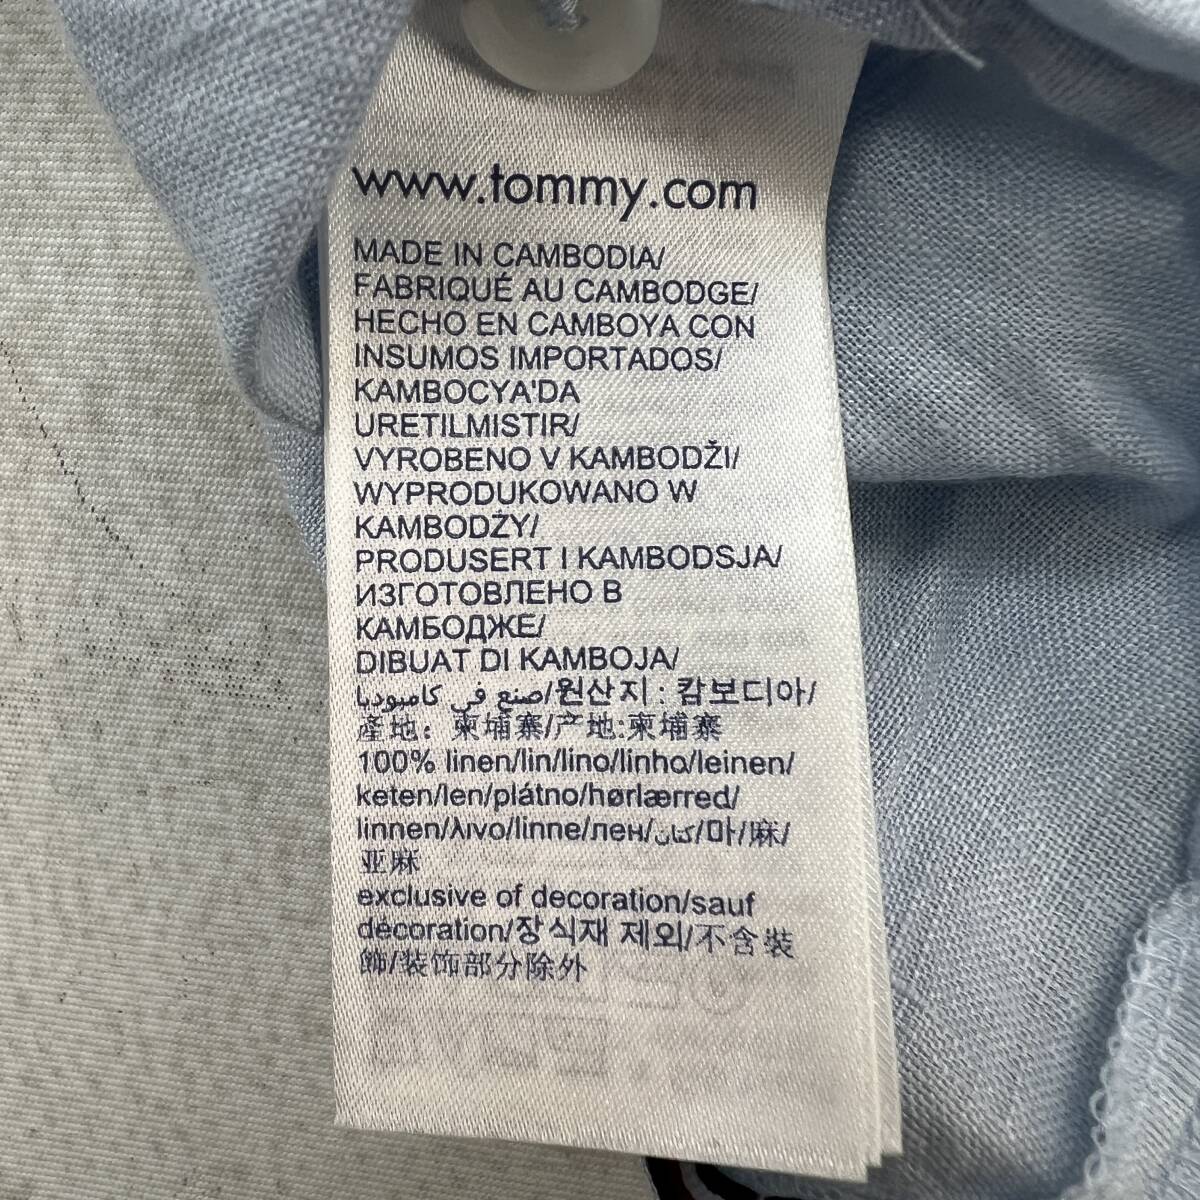 www.tommy.com
MADE IN CAMBODIA/
FABRIQUÉ AU CAMBODGE/
HECHO EN CAMBOYA CON
INSUMOS IMPORTADOS/
KAMBOCYA'DA
URETILMISTIR/
VYROBENO V KAMBODŽI/
WYPRODUKOWANO W
KAMBODŻY/
PRODUSERT I KAMBODSJA/
ИЗГОТОВЛЕНО В
КАМБОДЖЕ/
DIBUAT DI KAMBOJA/
صنع في كامبوديا/원산지 : 캄보디아/
產地：柬埔寨/产地:柬埔寨
100% linen/lin/lino/linho/leinen/
keten/len/plátno/hørlærred/
linnen/λινο/linne/лен/كتان/마/麻/
亚麻
exclusive of decoration/sauf
décoration/장식재 제외/不含裝
飾/装饰部分除外